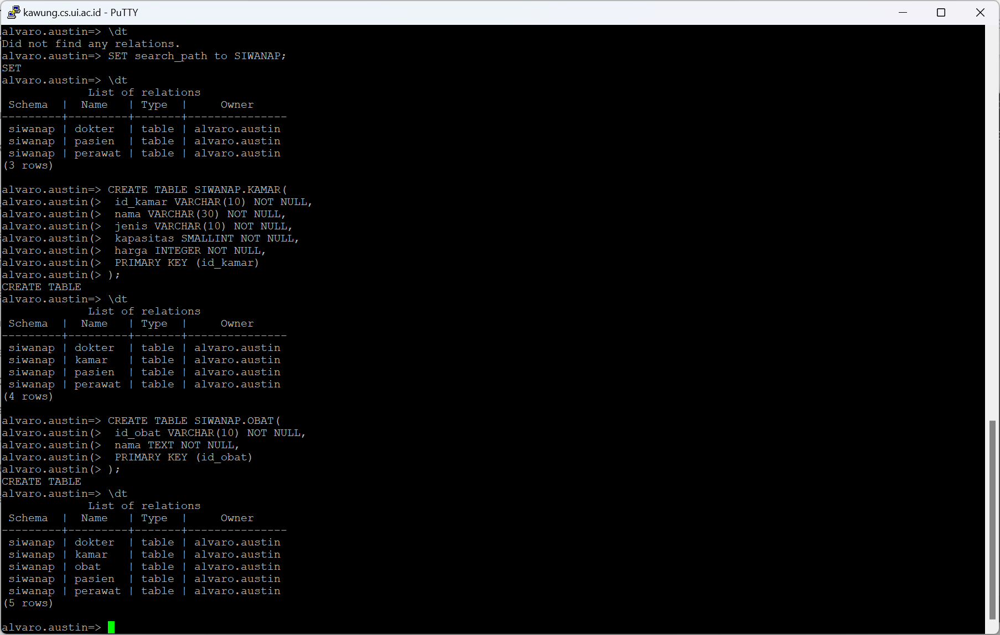 kawung.cs.ui.ac.id - PuTTY
alvaro.austin=> \dt
Did not find any relations.
alvaro.austin=> SET search_path to SIWANAP;
SET
alvaro.austin=> \dt
             List of relations
 Schema  |  Name   | Type  |     Owner
---------+---------+-------+---------------
 siwanap | dokter  | table | alvaro.austin
 siwanap | pasien  | table | alvaro.austin
 siwanap | perawat | table | alvaro.austin
(3 rows)
alvaro.austin=> CREATE TABLE SIWANAP.KAMAR(
alvaro.austin(>  id_kamar VARCHAR(10) NOT NULL,
alvaro.austin(>  nama VARCHAR(30) NOT NULL,
alvaro.austin(>  jenis VARCHAR(10) NOT NULL,
alvaro.austin(>  kapasitas SMALLINT NOT NULL,
alvaro.austin(>  harga INTEGER NOT NULL,
alvaro.austin(>  PRIMARY KEY (id_kamar)
alvaro.austin(> );
CREATE TABLE
alvaro.austin=> \dt
             List of relations
 Schema  |  Name   | Type  |     Owner
---------+---------+-------+---------------
 siwanap | dokter  | table | alvaro.austin
 siwanap | kamar   | table | alvaro.austin
 siwanap | pasien  | table | alvaro.austin
 siwanap | perawat | table | alvaro.austin
(4 rows)
alvaro.austin=> CREATE TABLE SIWANAP.OBAT(
alvaro.austin(>  id_obat VARCHAR(10) NOT NULL,
alvaro.austin(>  nama TEXT NOT NULL,
alvaro.austin(>  PRIMARY KEY (id_obat)
alvaro.austin(> );
CREATE TABLE
alvaro.austin=> \dt
             List of relations
 Schema  |  Name   | Type  |     Owner
---------+---------+-------+---------------
 siwanap | dokter  | table | alvaro.austin
 siwanap | kamar   | table | alvaro.austin
 siwanap | obat    | table | alvaro.austin
 siwanap | pasien  | table | alvaro.austin
 siwanap | perawat | table | alvaro.austin
(5 rows)
alvaro.austin=>